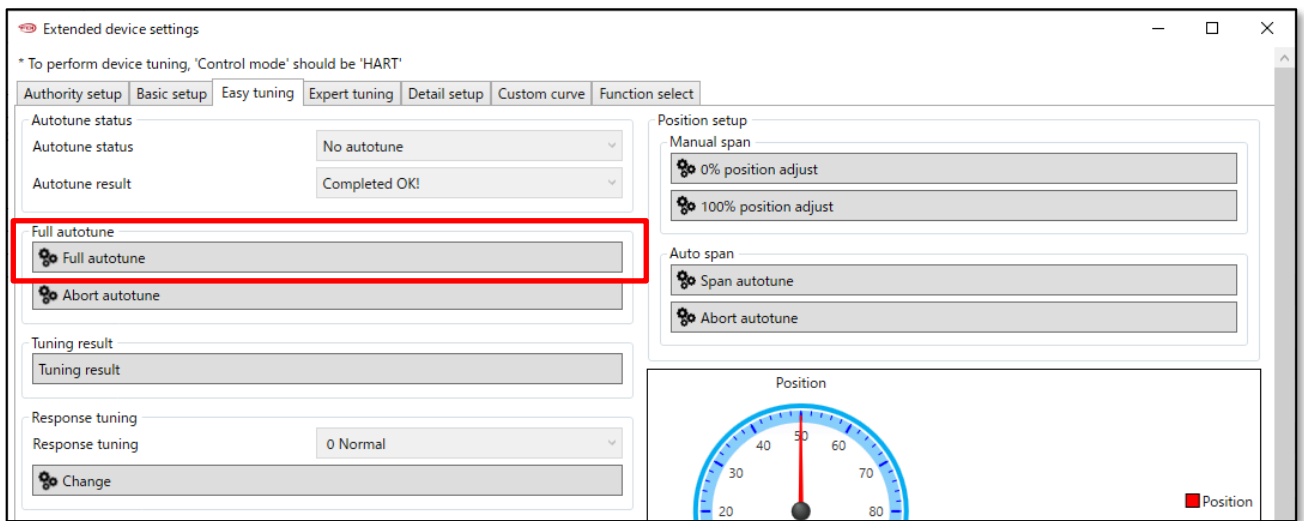 Extended device settings
* To perform device tuning, 'Control mode' should be 'HART'
Authority setup Basic setup Easy tuning Expert tuning Detail setup Custom curve Function select
Autotune status
Autotune status No autotune
Autotune result Completed OK!
Full autotune
Full autotune
Abort autotune
Tuning result
Tuning result
Response tuning
Response tuning 0 Normal
Change
Position setup
Manual span
0% position adjust
100% position adjust
Auto span
Span autotune
Abort autotune
Position
40 50 60
30 70
20 80
Position